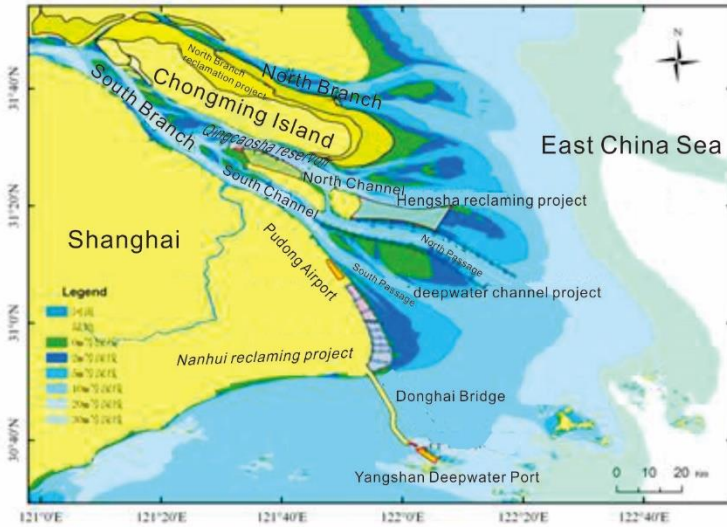 N
North Branch
reclamation project
North Branch
Chongming Island
South Branch
Qingcaosha reservoir
East China Sea
North Channel
South Channel
Hengsha reclaming project
Shanghai
North Passage
Pudong Airport
South Passage
deepwater channel project
Legend
Nanhui reclaming project
Donghai Bridge
Yangshan Deepwater Port
0 10 20 Km
31°40'N
31°20'N
31°0'N
30°40'N
121°0'E 121°20'E 121°40'E 122°0'E 122°20'E 122°40'E